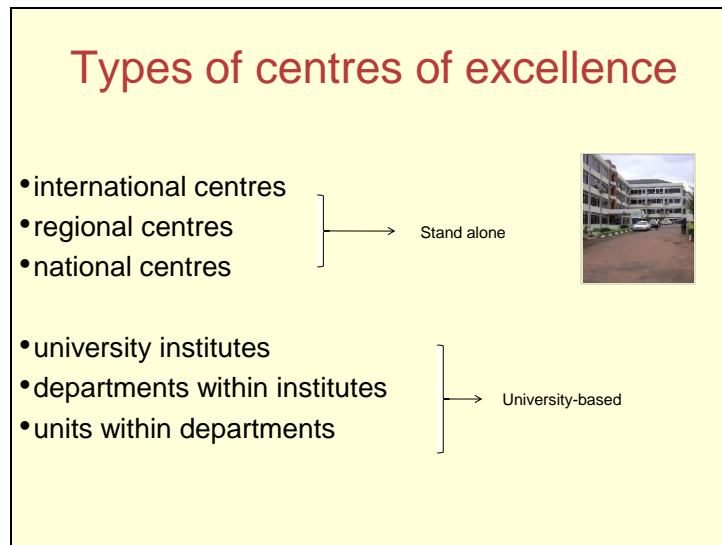 Types of centres of excellence
•international centres
•regional centres
•national centres
Stand alone
•university institutes
•departments within institutes
•units within departments
University-based